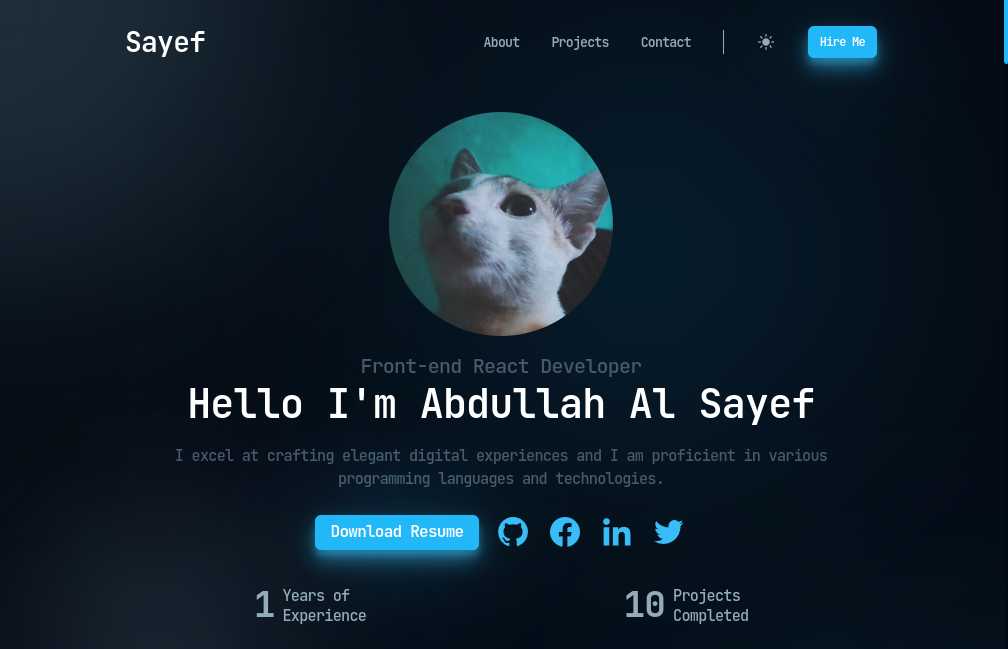 Sayef
About
Projects
Contact
Hire Me
Front-end React Developer
Hello I'm Abdullah Al Sayef
I excel at crafting elegant digital experiences and I am proficient in various
programming languages and technologies.
Download Resume
1
Years of
Experience
10
Projects
Completed